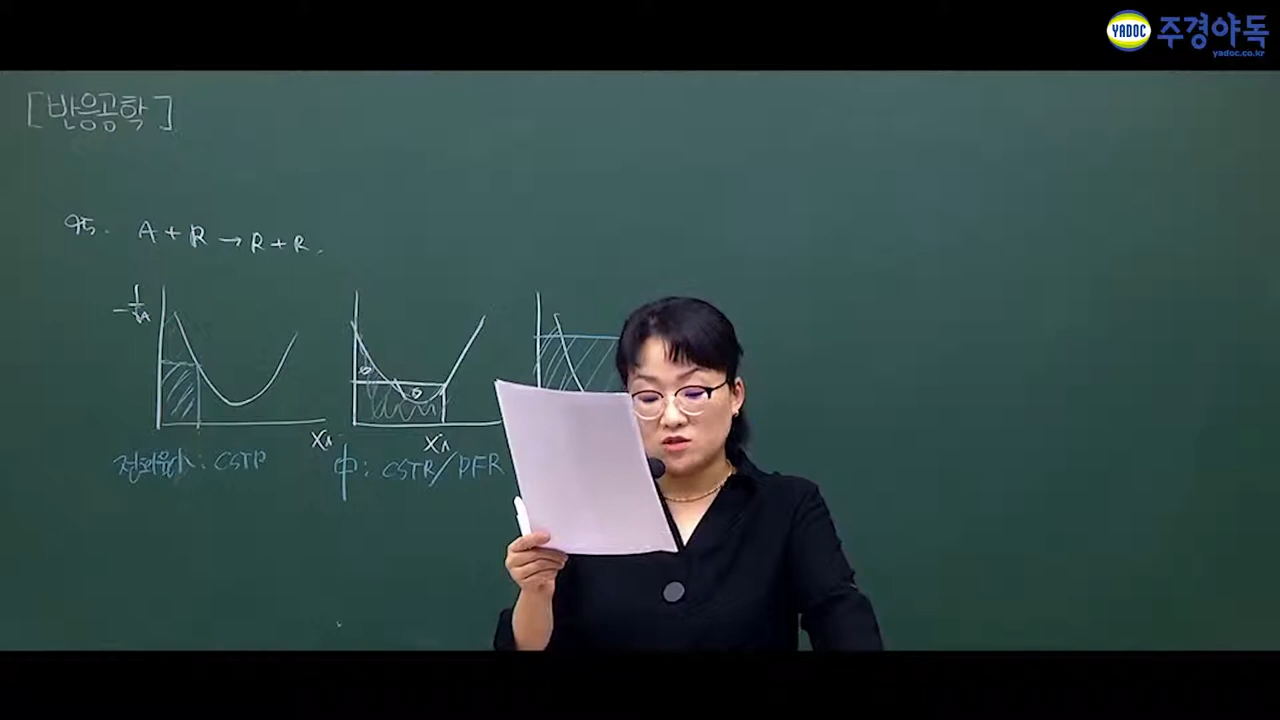 YADOC 주경야독
yadoc.co.kr
[반응공학]
95. A + R → R + R.
-1/rA
XA
XA
전화율小 : CSTR
中 : CSTR/PFR